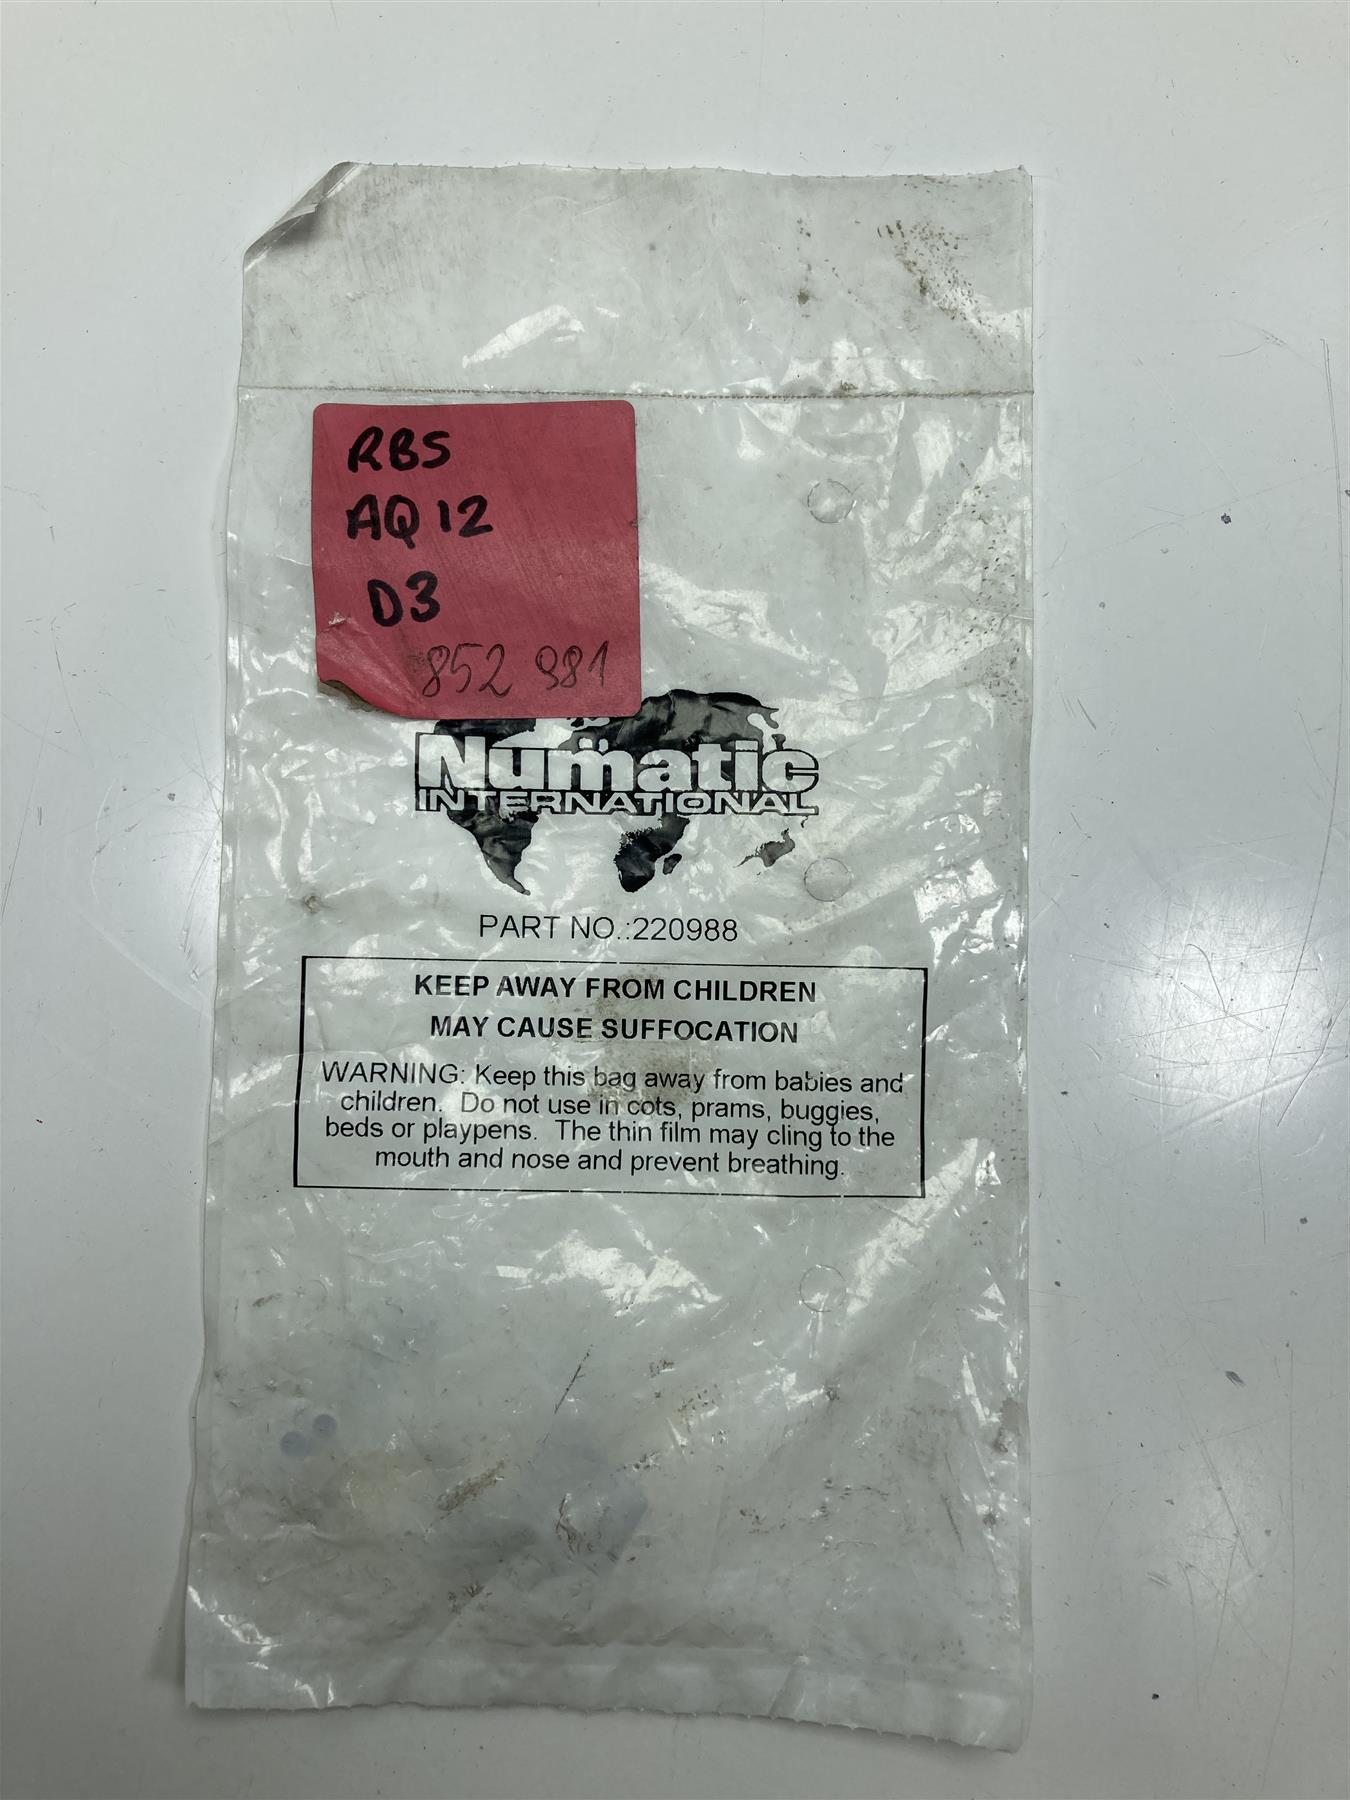 RBS
AQ 12
D3
852 981
Numatic
INTERNATIONAL
PART NO.:220988
KEEP AWAY FROM CHILDREN
MAY CAUSE SUFFOCATION
WARNING: Keep this bag away from babies and
children. Do not use in cots, prams, buggies,
beds or playpens. The thin film may cling to the
mouth and nose and prevent breathing.